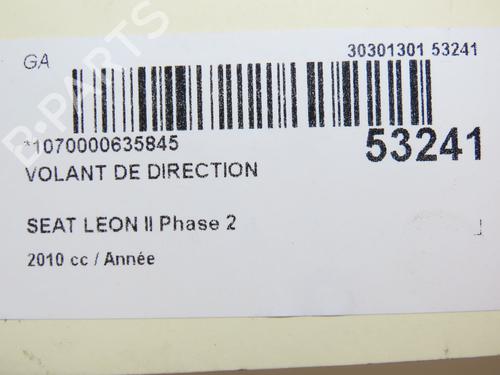 GA
30301301 53241
*1070000635845
53241
VOLANT DE DIRECTION
SEAT LEON II Phase 2
2010 cc / Année
B-PARTS